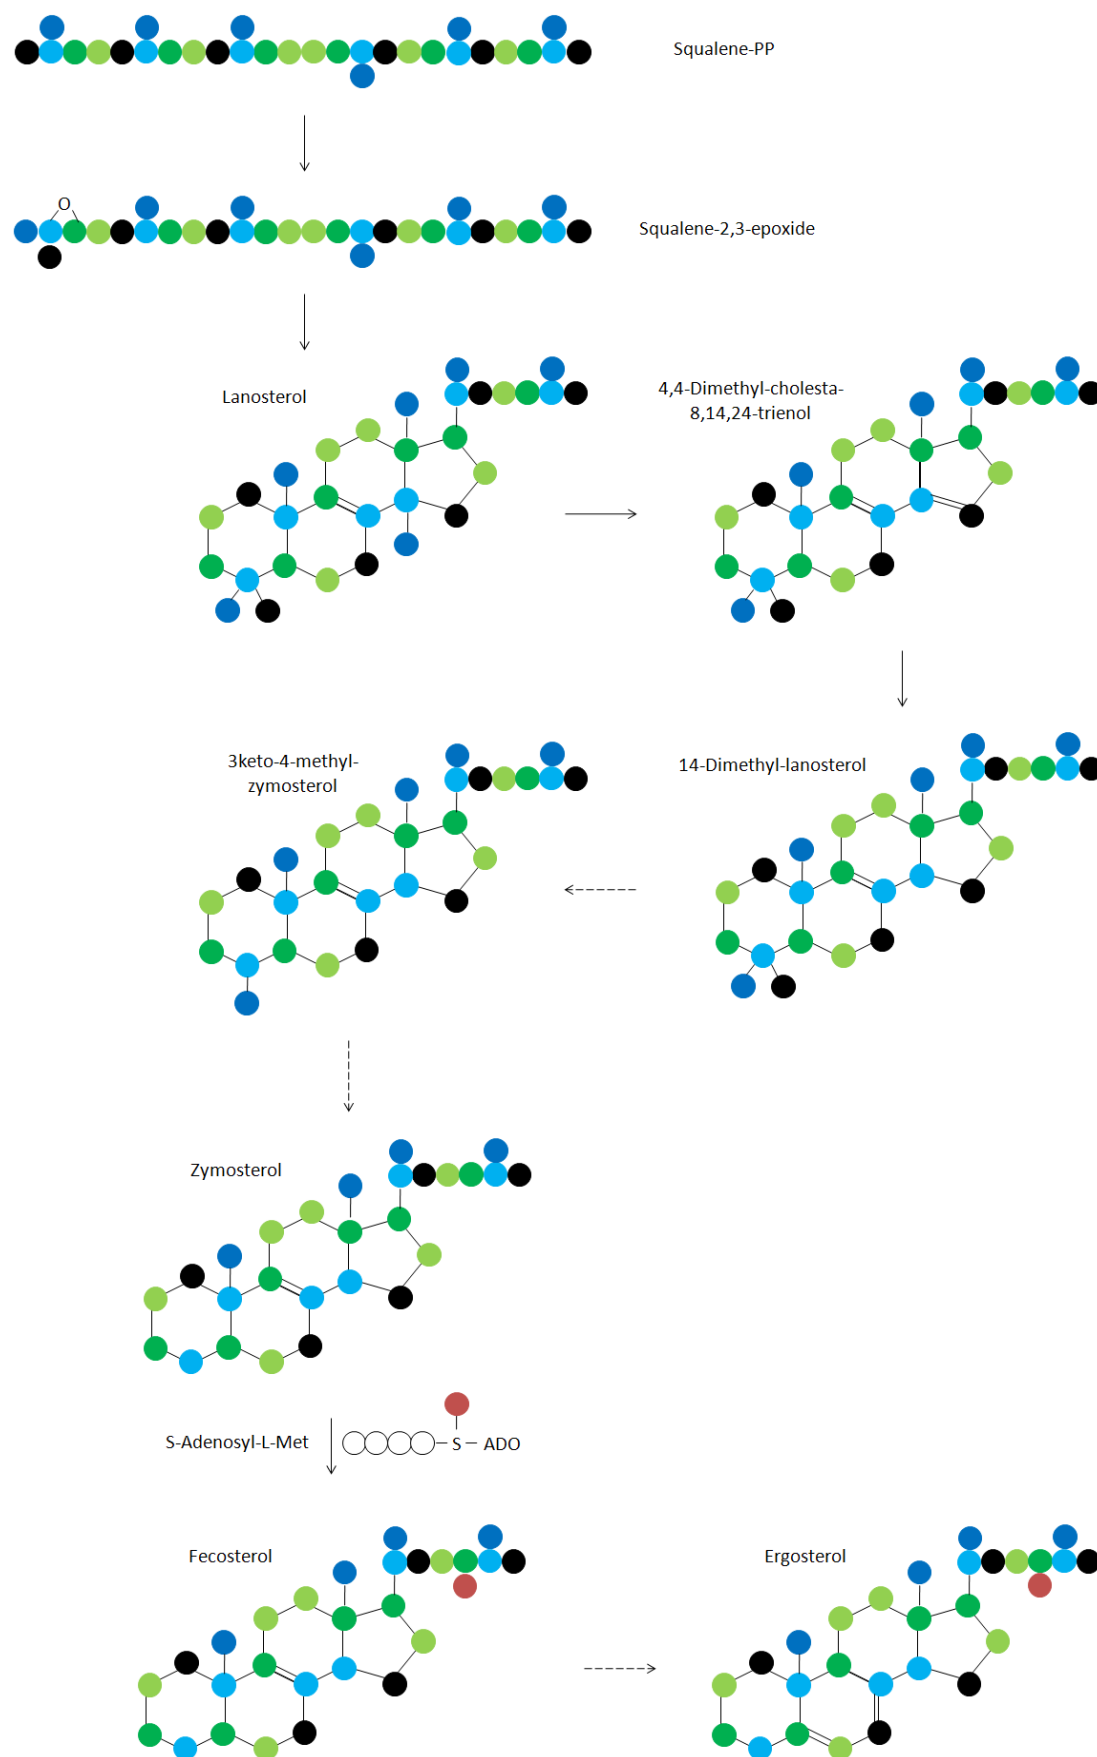 Squalene-PP
O
Squalene-2,3-epoxide
Lanosterol
4,4-Dimethyl-cholesta-
8,14,24-trienol
3keto-4-methyl-
zymosterol
14-Dimethyl-lanosterol
Zymosterol
S-Adenosyl-L-Met
S
ADO
Fecosterol
Ergosterol